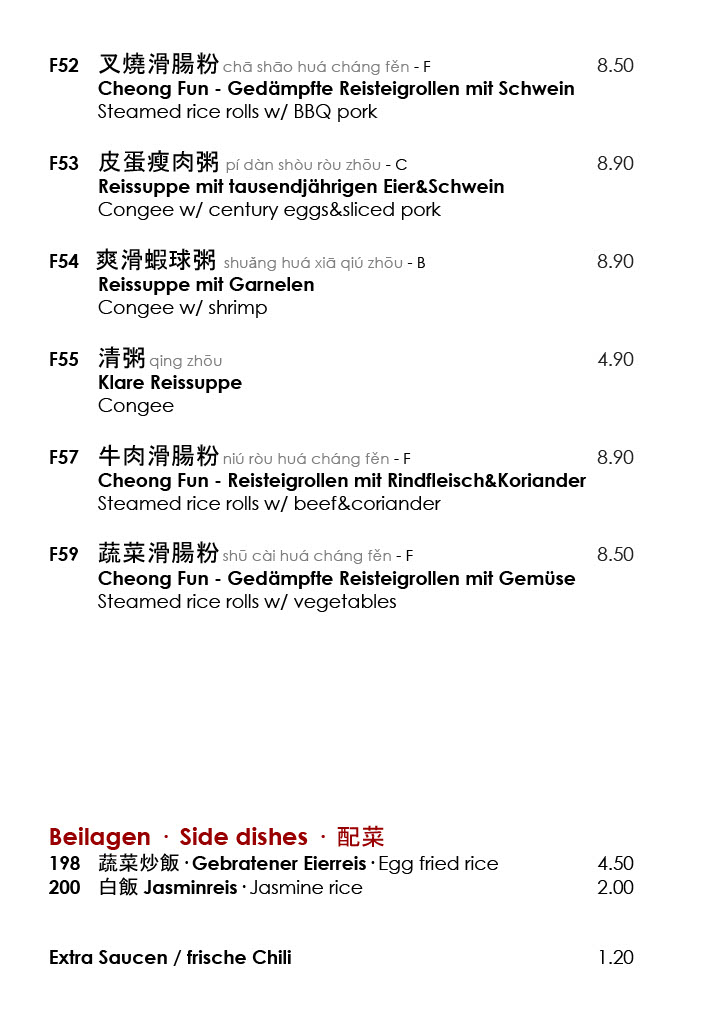 F52 叉燒滑腸粉 chā shāo huá cháng fěn - F 8.50
Cheong Fun - Gedämpfte Reisteigrollen mit Schwein
Steamed rice rolls w/ BBQ pork
F53 皮蛋瘦肉粥 pí dàn shòu ròu zhōu - C 8.90
Reissuppe mit tausendjährigen Eier&Schwein
Congee w/ century eggs&sliced pork
F54 爽滑蝦球粥 shuăng huá xiā qiú zhōu - B 8.90
Reissuppe mit Garnelen
Congee w/ shrimp
F55 清粥 qing zhōu 4.90
Klare Reissuppe
Congee
F57 牛肉滑腸粉 niú ròu huá cháng fěn - F 8.90
Cheong Fun - Reisteigrollen mit Rindfleisch&Koriander
Steamed rice rolls w/ beef&coriander
F59 蔬菜滑腸粉 shū cài huá cháng fěn - F 8.50
Cheong Fun - Gedämpfte Reisteigrollen mit Gemüse
Steamed rice rolls w/ vegetables
Beilagen · Side dishes · 配菜
198 蔬菜炒飯·Gebratener Eierreis·Egg fried rice 4.50
200 白飯 Jasminreis·Jasmine rice 2.00
Extra Saucen / frische Chili 1.20